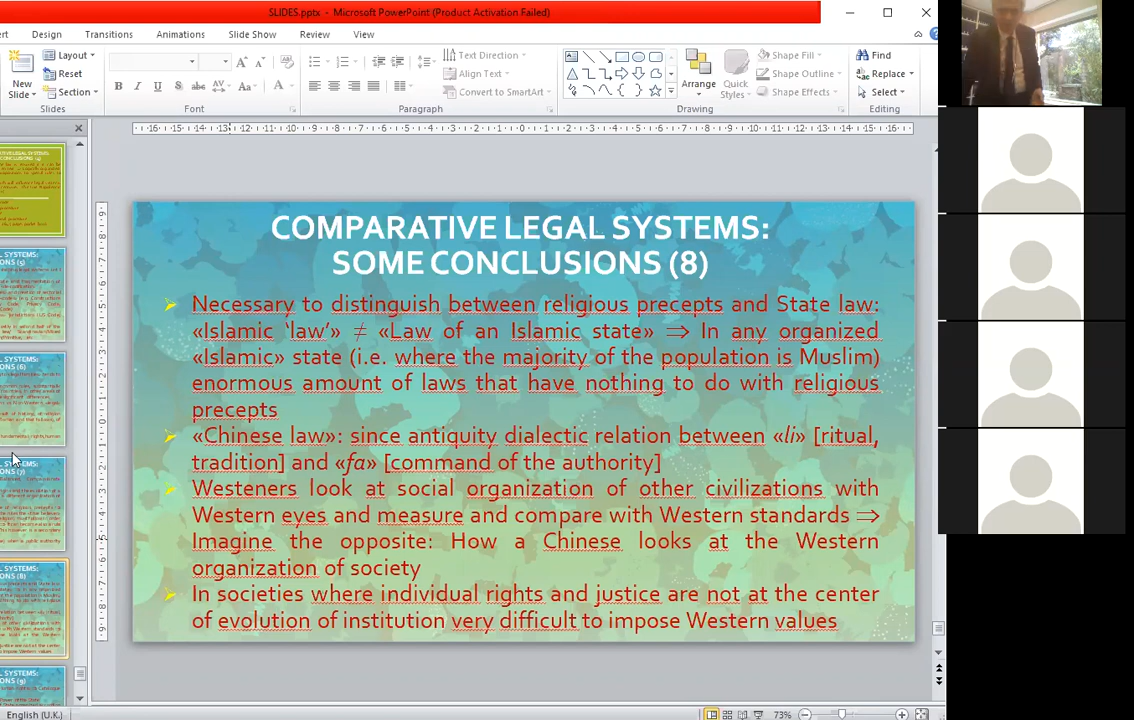 SLIDES.pptx - Microsoft PowerPoint (Product Activation Failed)
Design Transitions Animations Slide Show Review View
New Slide
Layout
Reset
Section
Slides
B I U S abc AV Aa A
Font
Paragraph
Text Direction
Align Text
Convert to SmartArt
Arrange
Quick Styles
Shape Fill
Shape Outline
Shape Effects
Drawing
Find
Replace
Select
Editing
COMPARATIVE LEGAL SYSTEMS:
SOME CONCLUSIONS (8)
Necessary to distinguish between religious precepts and State law:
«Islamic ‘law’» ≠ «Law of an Islamic state» ⇒ In any organized
«Islamic» state (i.e. where the majority of the population is Muslim)
enormous amount of laws that have nothing to do with religious
precepts
«Chinese law»: since antiquity dialectic relation between «li» [ritual,
tradition] and «fa» [command of the authority]
Westeners look at social organization of other civilizations with
Western eyes and measure and compare with Western standards ⇒
Imagine the opposite: How a Chinese looks at the Western
organization of society
In societies where individual rights and justice are not at the center
of evolution of institution very difficult to impose Western values
English (U.K.)
73%